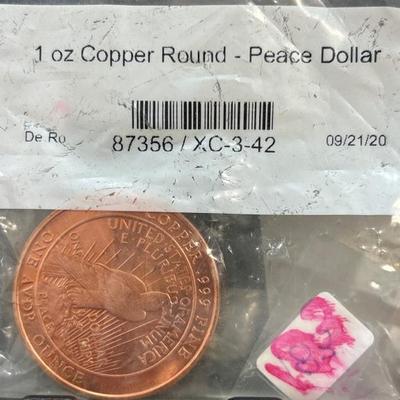 1 oz Copper Round - Peace Dollar
De Ro
87356 / XC-3-42
09/21/20
COPPER .999 FINE
UNITED STATES OF AMERICA
E PLURIBUS UNUM
PEACE
ONE AVDP. OUNCE